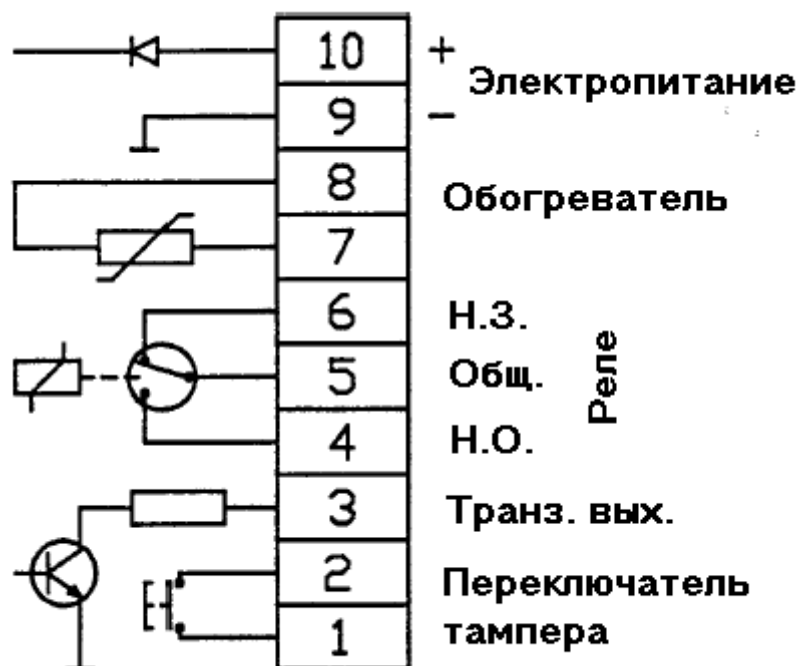 10 + Электропитание
9 −
8 Обогреватель
7
6 Н.З.
5 Общ. Реле
4 Н.О.
3 Транз. вых.
2 Переключатель
1 тампера